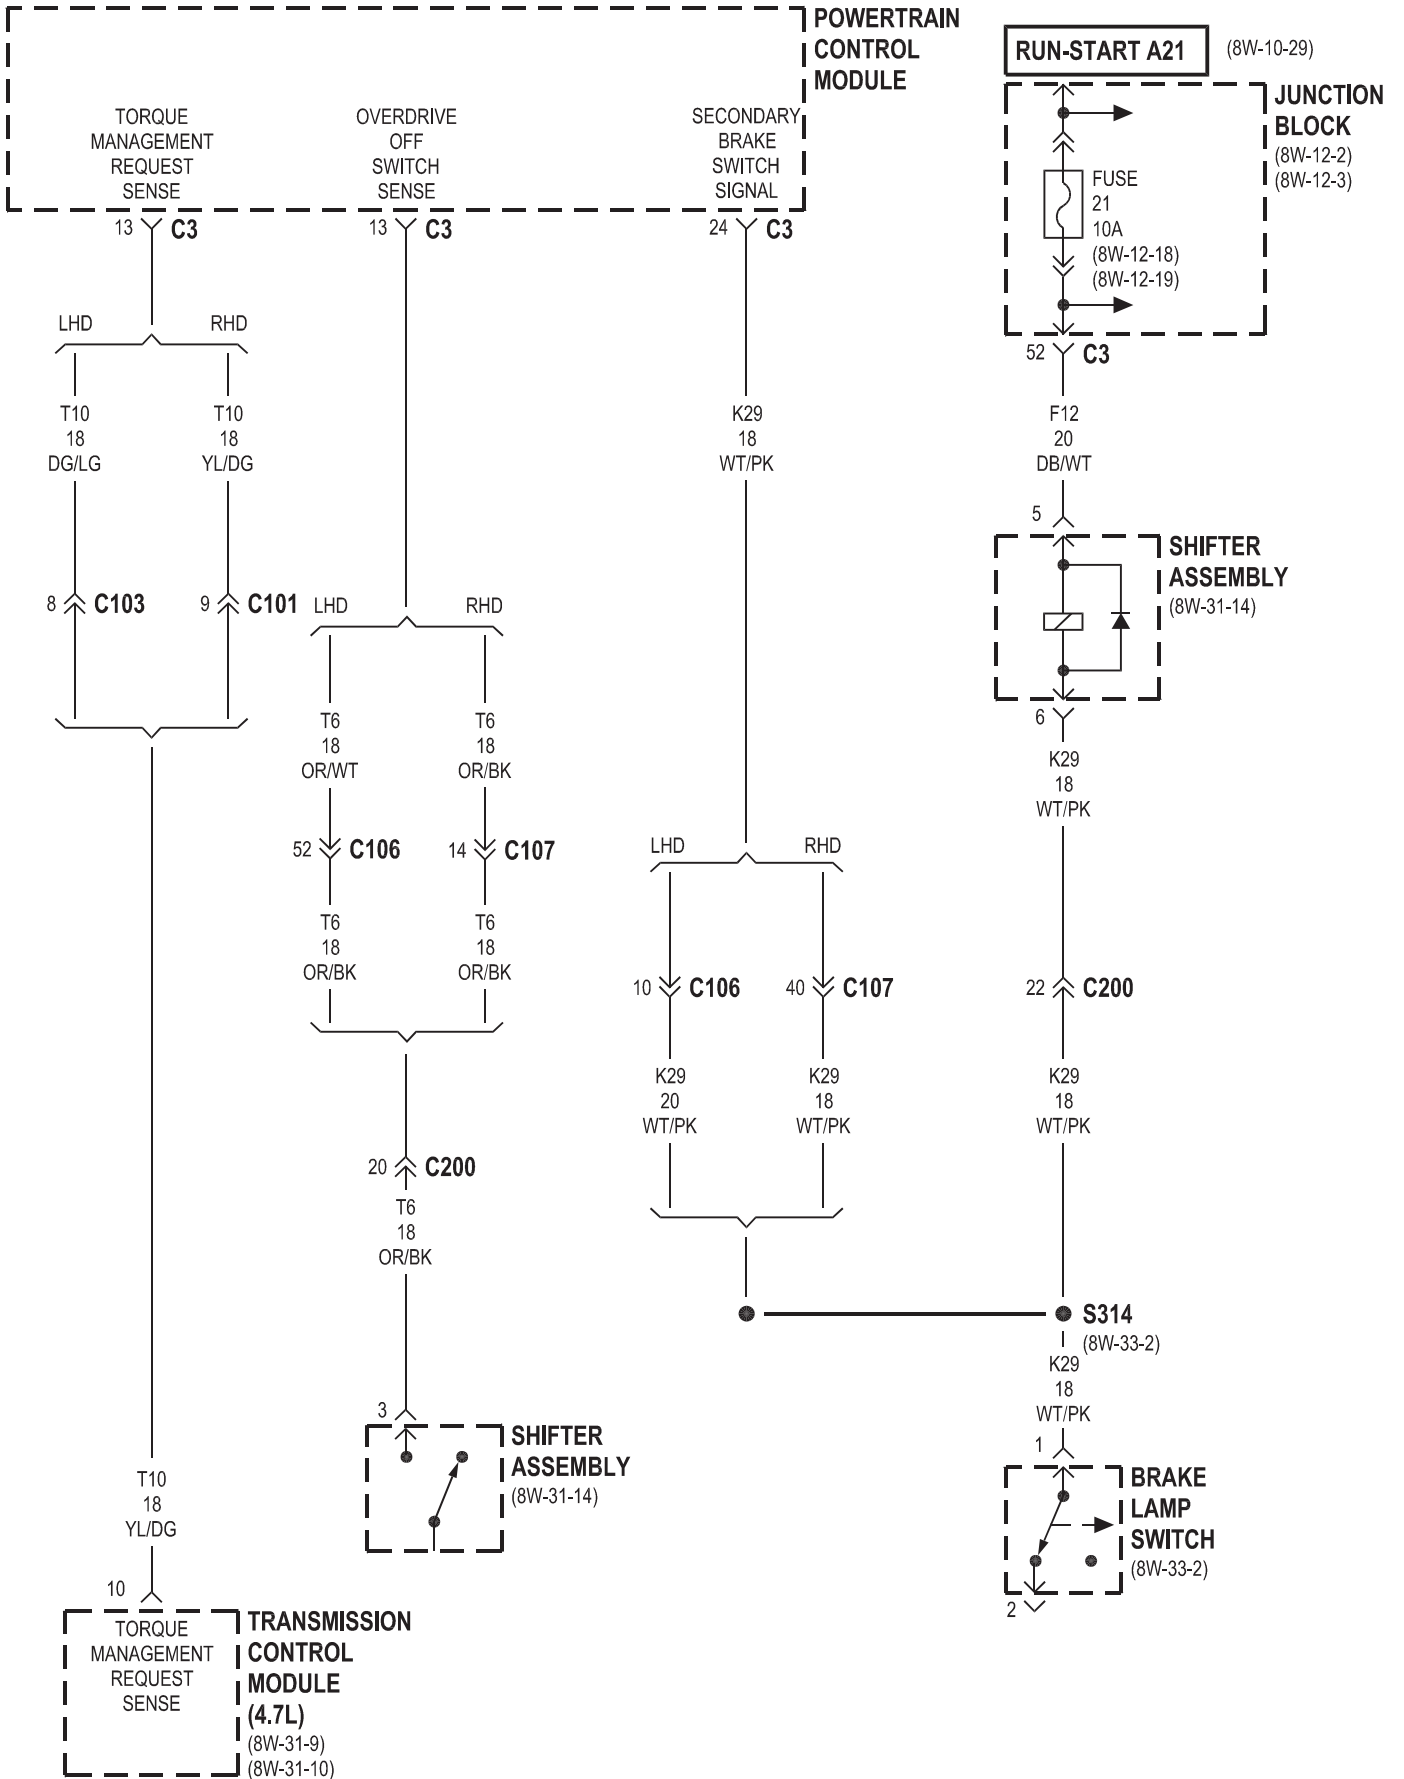 POWERTRAIN
CONTROL
MODULE
TORQUE
MANAGEMENT
REQUEST
SENSE
OVERDRIVE
OFF
SWITCH
SENSE
SECONDARY
BRAKE
SWITCH
SIGNAL
13 C3
13 C3
24 C3
RUN-START A21 (8W-10-29)
JUNCTION
BLOCK
(8W-12-2)
(8W-12-3)
FUSE
21
10A
(8W-12-18)
(8W-12-19)
52 C3
F12
20
DB/WT
5
SHIFTER
ASSEMBLY
(8W-31-14)
6
K29
18
WT/PK
22 C200
K29
18
WT/PK
S314
(8W-33-2)
K29
18
WT/PK
1
BRAKE
LAMP
SWITCH
(8W-33-2)
2
LHD RHD
T10
18
DG/LG
T10
18
YL/DG
8 C103
9 C101
T10
18
YL/DG
10
TORQUE
MANAGEMENT
REQUEST
SENSE
TRANSMISSION
CONTROL
MODULE
(4.7L)
(8W-31-9)
(8W-31-10)
LHD RHD
T6
18
OR/WT
T6
18
OR/BK
52 C106
14 C107
T6
18
OR/BK
T6
18
OR/BK
20 C200
T6
18
OR/BK
3
SHIFTER
ASSEMBLY
(8W-31-14)
K29
18
WT/PK
LHD RHD
10 C106
40 C107
K29
20
WT/PK
K29
18
WT/PK